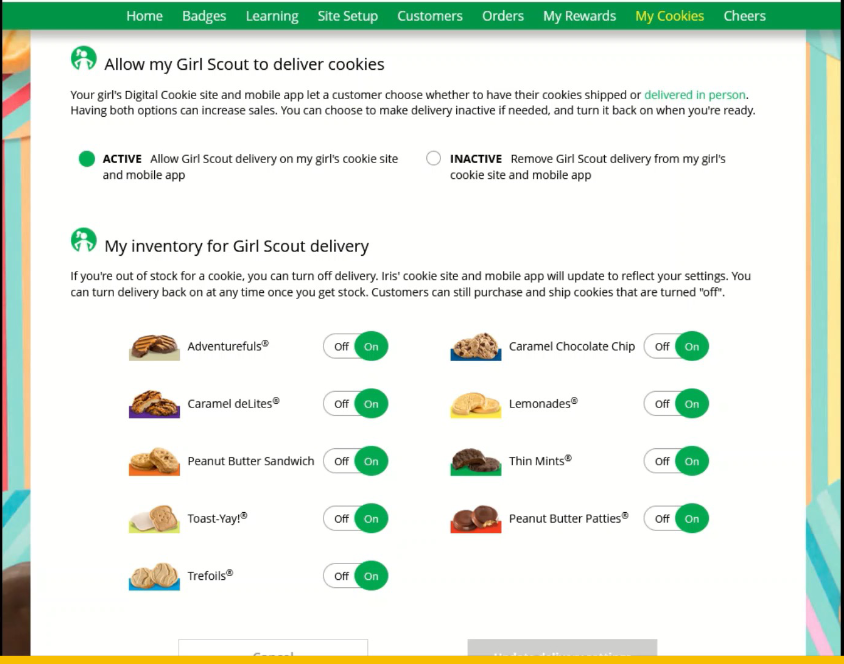 Home Badges Learning Site Setup Customers Orders My Rewards My Cookies Cheers
Allow my Girl Scout to deliver cookies
Your girl's Digital Cookie site and mobile app let a customer choose whether to have their cookies shipped or delivered in person.
Having both options can increase sales. You can choose to make delivery inactive if needed, and turn it back on when you're ready.
ACTIVE Allow Girl Scout delivery on my girl's cookie site
and mobile app
INACTIVE Remove Girl Scout delivery from my girl's
cookie site and mobile app
My inventory for Girl Scout delivery
If you're out of stock for a cookie, you can turn off delivery. Iris' cookie site and mobile app will update to reflect your settings. You
can turn delivery back on at any time once you get stock. Customers can still purchase and ship cookies that are turned "off".
Adventurefuls® Off On
Caramel Chocolate Chip Off On
Caramel deLites® Off On
Lemonades® Off On
Peanut Butter Sandwich Off On
Thin Mints® Off On
Toast-Yay!® Off On
Peanut Butter Patties® Off On
Trefoils® Off On
Cancel